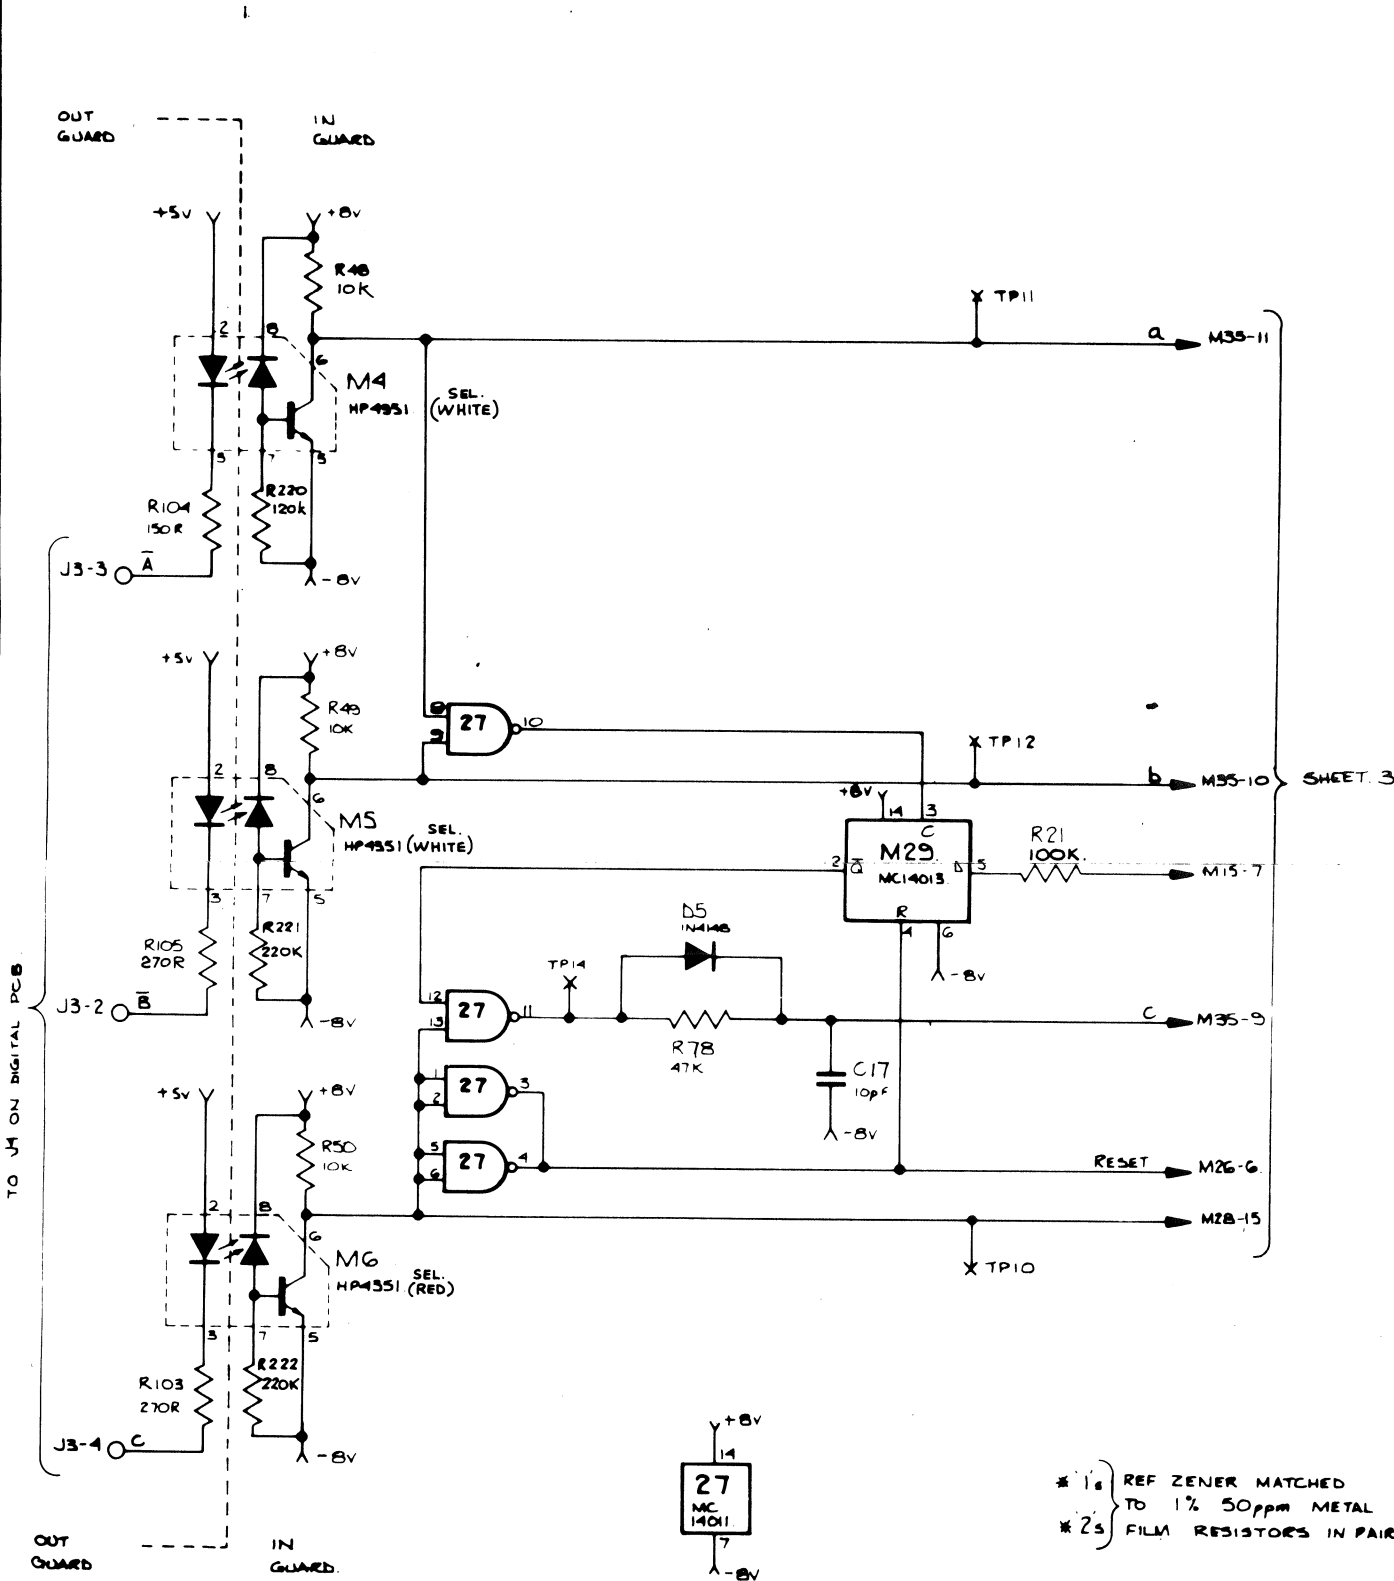 OUT
GUARD
IN
GUARD
+5v
+8v
R48
10K
TP11
2
8
6
a
M35-11
M4
HP4351
SEL.
(WHITE)
3
7
5
R104
150R
R220
120K
J3-3
A
-8v
+5v
+8v
R49
10K
8
9
27
10
TP12
b
M35-10
SHEET. 3
2
8
6
+8v
14
3
C
M5
HP4351
SEL.
(WHITE)
M29
MC14013
2
Q
D
5
R21
100K.
M15-7
R
4
6
-8v
3
7
5
R105
270R
R221
220K
D5
1N4148
J3-2
B
-8v
TP14
12
13
27
11
R78
47K
C17
10pF
-8v
C
M35-9
1
2
27
3
5
6
27
4
RESET
M26-6
M28-15
TP10
TO J4 ON DIGITAL PCB
+5v
+8v
R50
10K
2
8
6
M6
HP4351
SEL.
(RED)
3
7
5
R103
270R
R222
220K
J3-4
C
-8v
+8v
14
27
MC
14011
7
-8v
* 1's
* 2's
REF ZENER MATCHED
TO 1% 50ppm METAL
FILM RESISTORS IN PAIR
OUT
GUARD
IN
GUARD.